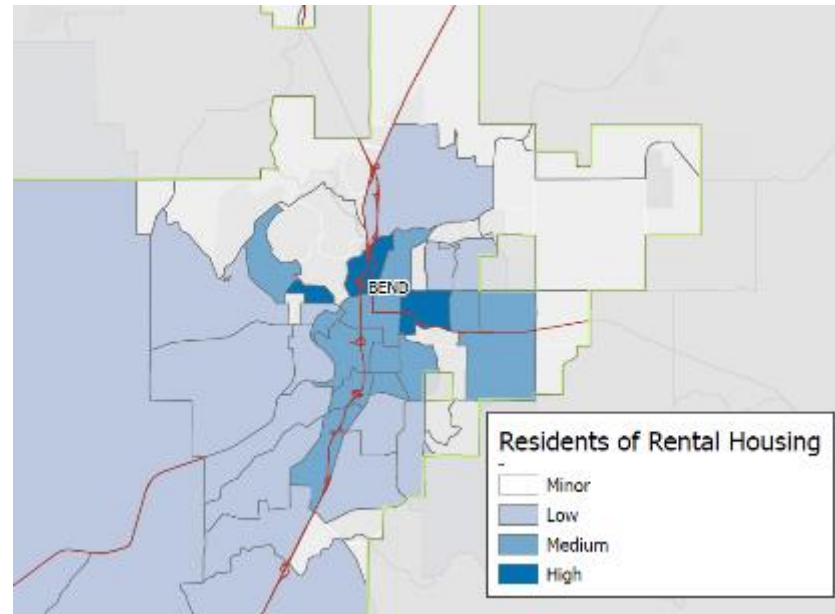 BEND
Residents of Rental Housing
Minor
Low
Medium
High